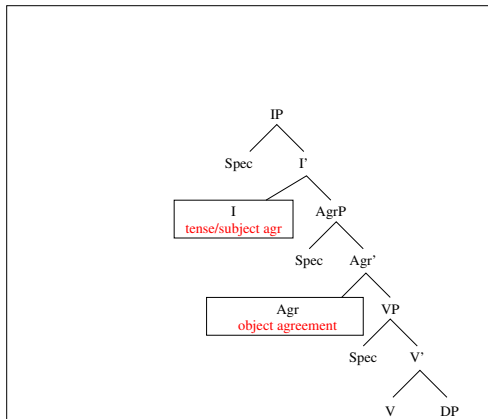 IP
Spec I’
I AgrP
tense/subject agr
Spec Agr’
Agr VP
object agreement
Spec V’
V DP